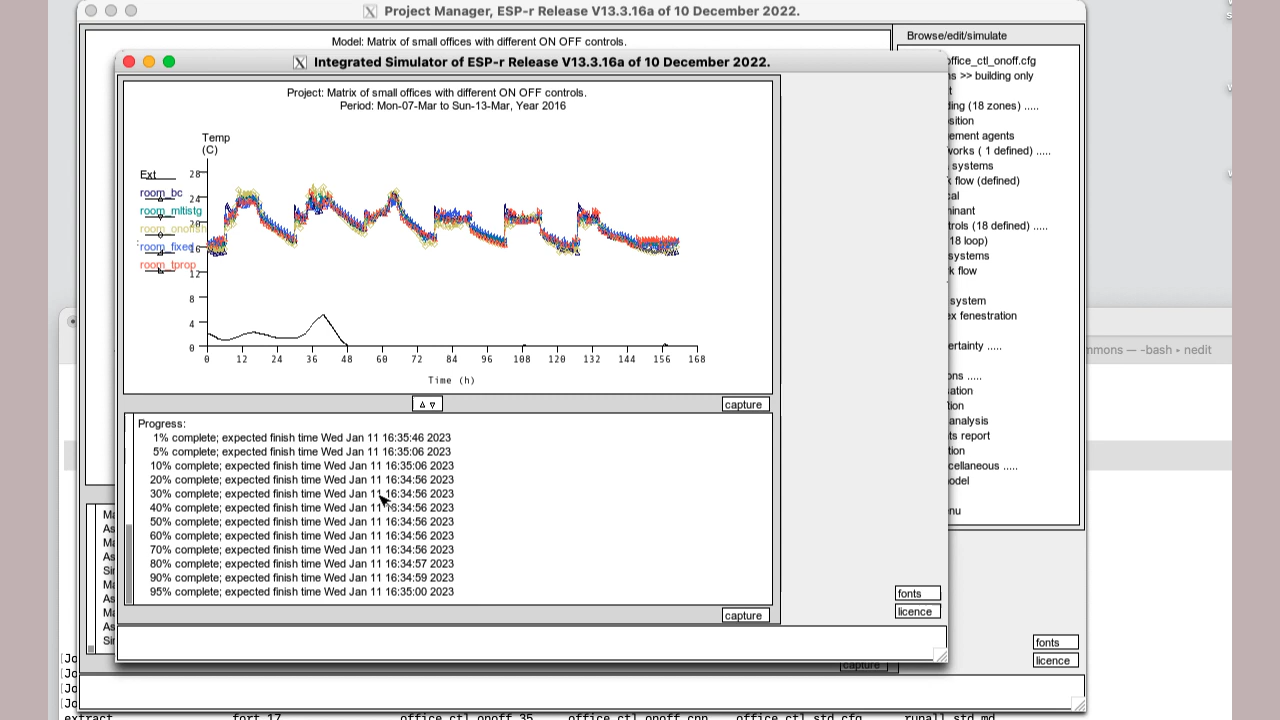 Project Manager, ESP-r Release V13.3.16a of 10 December 2022.
Model: Matrix of small offices with different ON OFF controls.
Browse/edit/simulate
Integrated Simulator of ESP-r Release V13.3.16a of 10 December 2022.
Project: Matrix of small offices with different ON OFF controls.
Period: Mon-07-Mar to Sun-13-Mar, Year 2016
Temp
(C)
Ext
room_bc
room_mltistg
room_fixed
room_tprop
28
24
20
16
12
8
4
0
0 12 24 36 48 60 72 84 96 108 120 132 144 156 168
Time (h)
capture
Progress:
1% complete; expected finish time Wed Jan 11 16:35:46 2023
5% complete; expected finish time Wed Jan 11 16:35:06 2023
10% complete; expected finish time Wed Jan 11 16:35:06 2023
20% complete; expected finish time Wed Jan 11 16:34:56 2023
30% complete; expected finish time Wed Jan 11 16:34:56 2023
40% complete; expected finish time Wed Jan 11 16:34:56 2023
50% complete; expected finish time Wed Jan 11 16:34:56 2023
60% complete; expected finish time Wed Jan 11 16:34:56 2023
70% complete; expected finish time Wed Jan 11 16:34:56 2023
80% complete; expected finish time Wed Jan 11 16:34:57 2023
90% complete; expected finish time Wed Jan 11 16:34:59 2023
95% complete; expected finish time Wed Jan 11 16:35:00 2023
capture
fonts
licence
office_ctl_onoff.cfg
s >> building only
ding (18 zones) .....
sition
ement agents
works ( 1 defined) .....
systems
flow (defined)
cal
minant
trols (18 defined) .....
18 loop)
systems
k flow
system
ex fenestration
ertainty .....
ons .....
ation
tion
analysis
ts report
tion
cellaneous .....
odel
enu
fonts
licence
capture
mmons — -bash • nedit
extract fort.17 office_ctl_onoff_35 office_ctl_onoff.cnn office_ctl_std.cfg runall_std.md